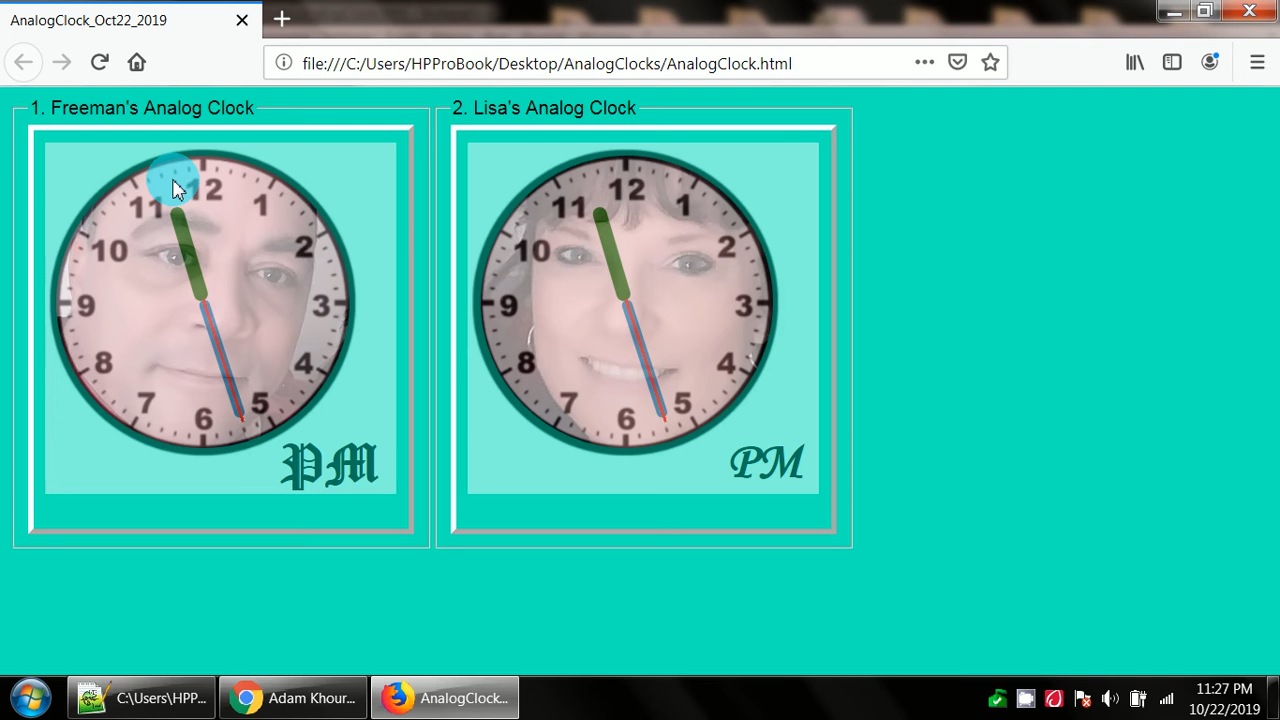 AnalogClock_Oct22_2019
file:///C:/Users/HPProBook/Desktop/AnalogClocks/AnalogClock.html
1. Freeman's Analog Clock
2. Lisa's Analog Clock
12
1
2
3
4
5
6
7
8
9
10
11
PM
12
1
2
3
4
5
6
7
8
9
10
11
PM
C:\Users\HPP...
Adam Khour...
AnalogClock...
11:27 PM
10/22/2019